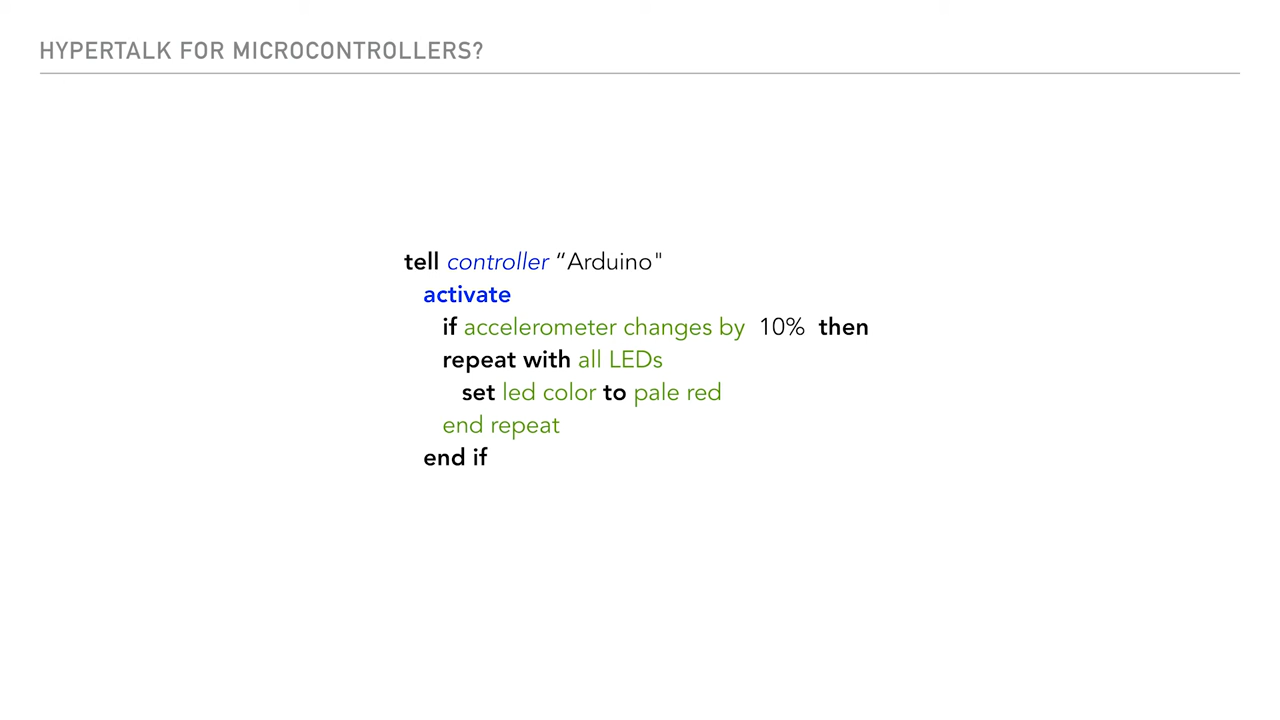 HYPERTALK FOR MICROCONTROLLERS?
tell controller “Arduino"
activate
if accelerometer changes by 10% then
repeat with all LEDs
set led color to pale red
end repeat
end if